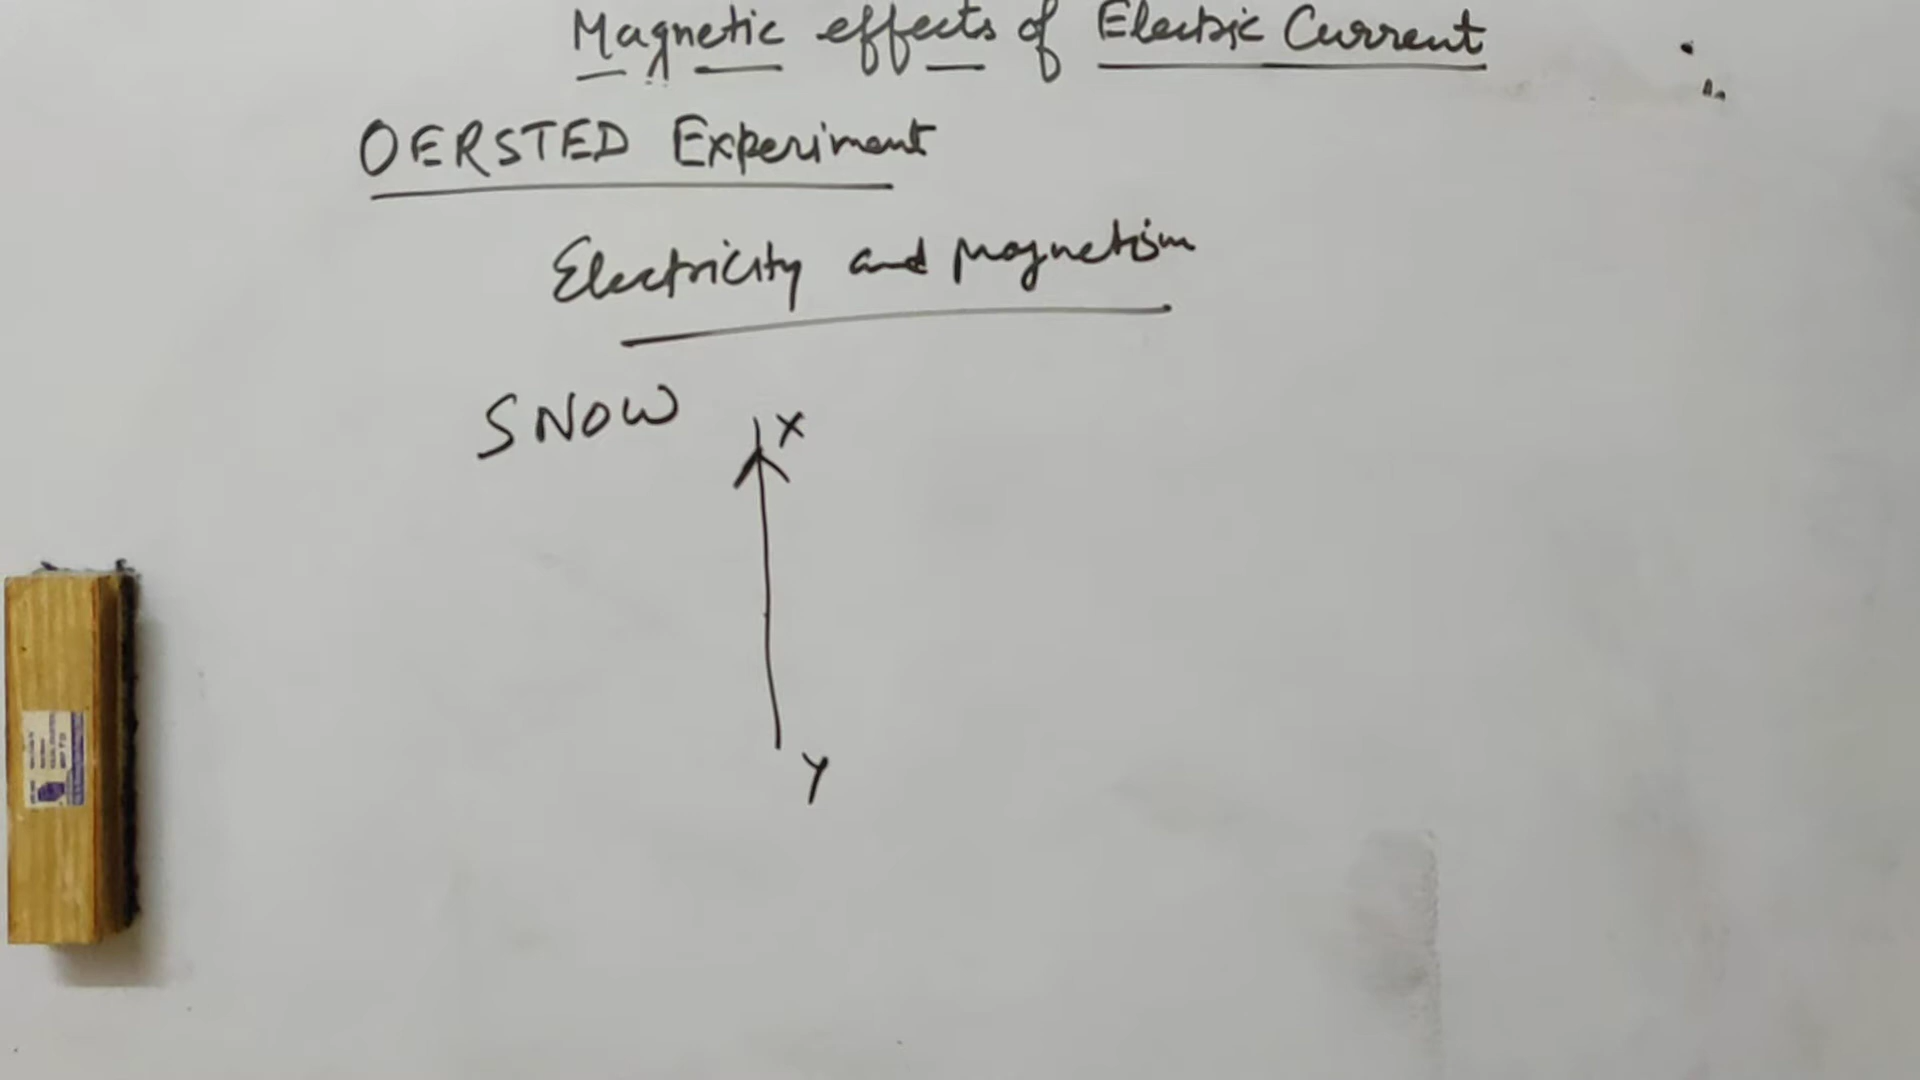 Magnetic effects of Electric Current
OERSTED Experiment
Electricity and Magnetism
SNOW
X
Y